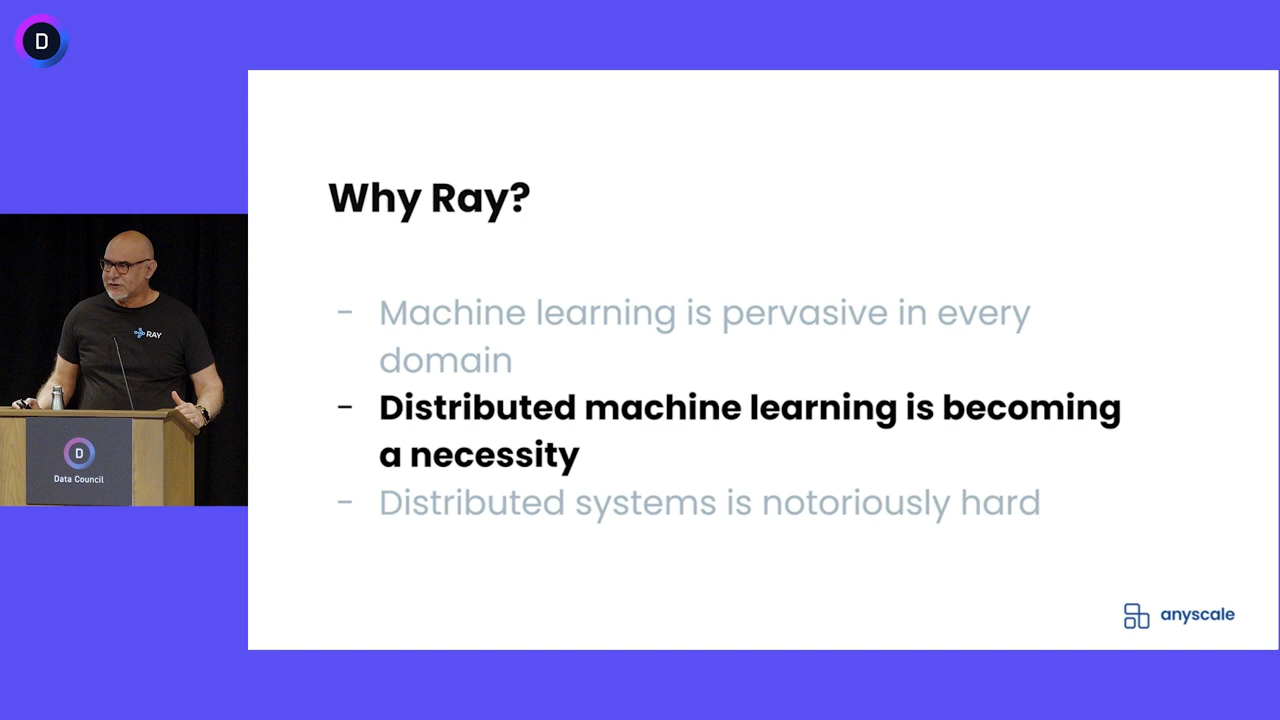 D
Why Ray?
- Machine learning is pervasive in every
domain
- Distributed machine learning is becoming
a necessity
- Distributed systems is notoriously hard
RAY
D
Data Council
anyscale